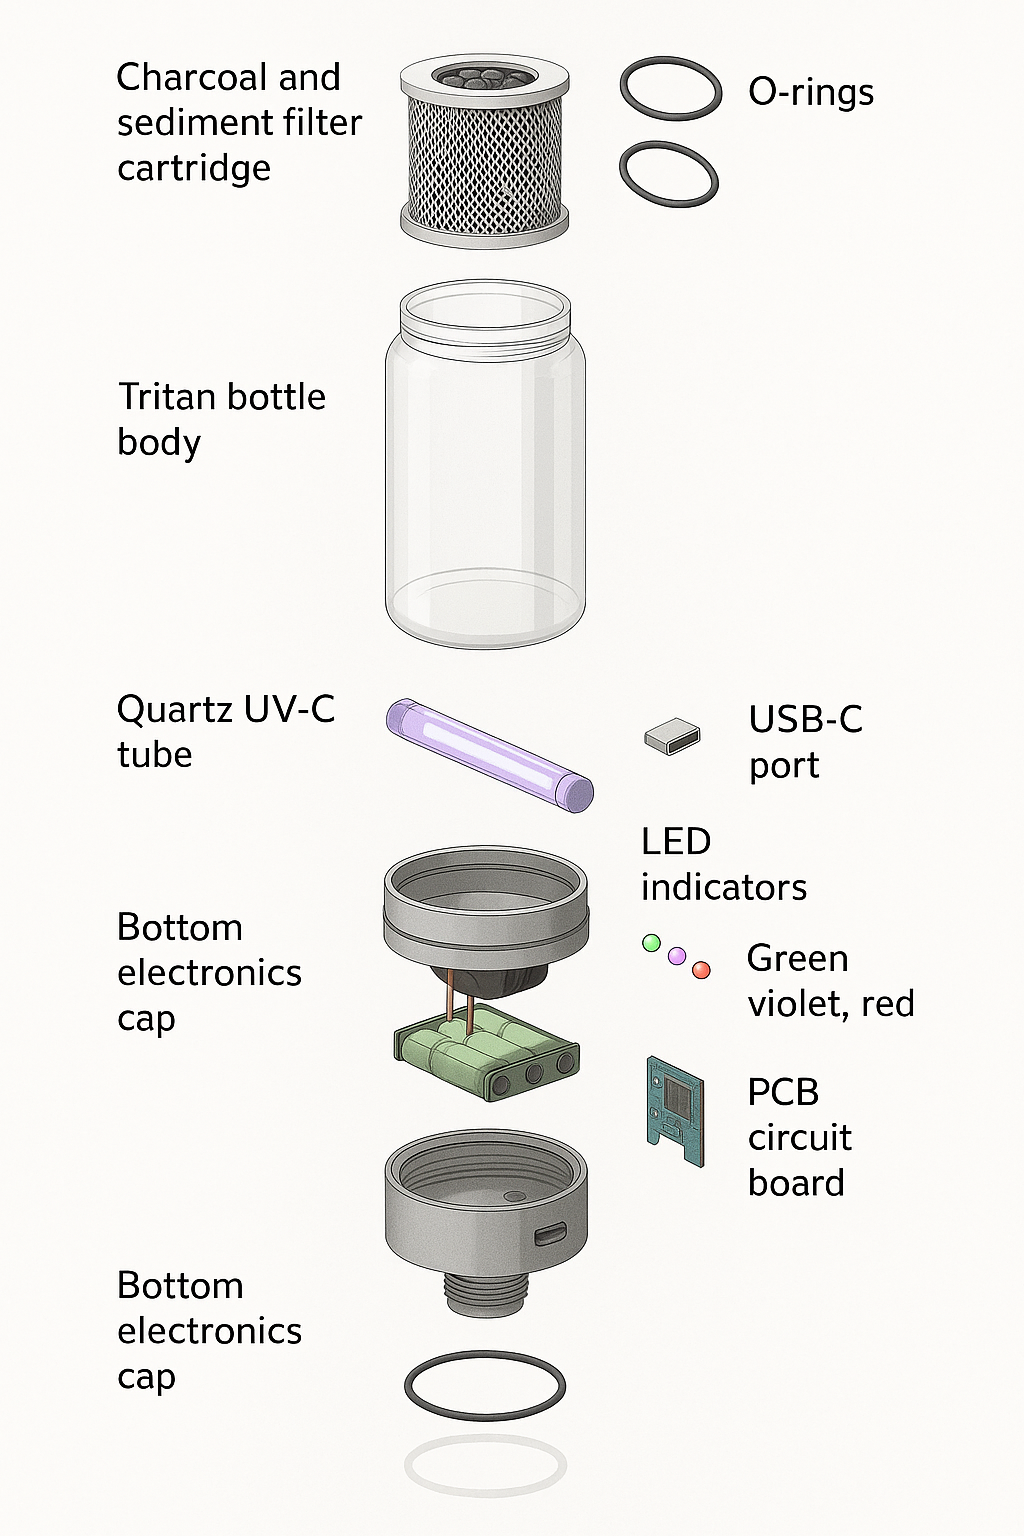 Charcoal and
sediment filter
cartridge
O-rings
Tritan bottle
body
Quartz UV-C
tube
USB-C
port
LED
indicators
Bottom
electronics
cap
Green
violet, red
PCB
circuit
board
Bottom
electronics
cap